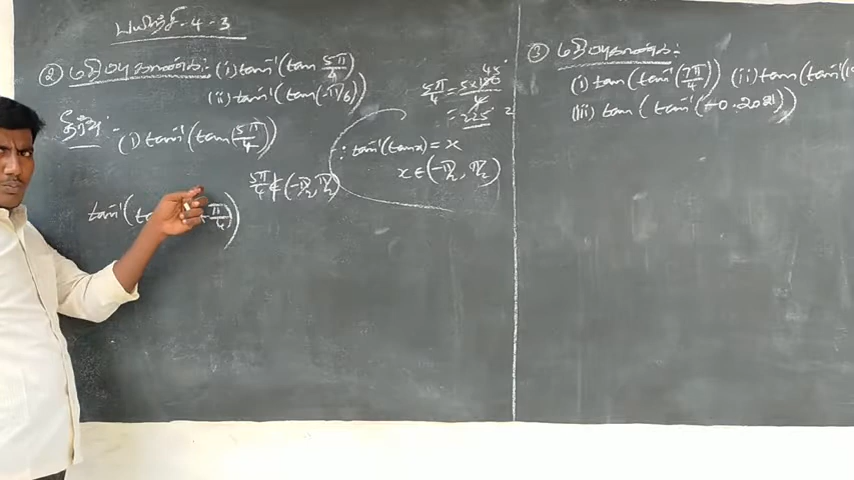 பயிற்சி - 4 - 3
② மதிப்பு காண்க:- (i) tan⁻¹(tan 5π/4)
(ii) tan⁻¹(tan(-π/6))
தீர்வு:- (i) tan⁻¹(tan(5π/4))
5π/4 = 5×180/4 45
= 225°
∵ tan⁻¹(tan x) = x
x ∈ (-π/2, π/2)
5π/4 ∉ (-π/2, π/2)
tan⁻¹( π/4)
③ மதிப்பு காண்க:-
(i) tan(tan⁻¹(7π/4)) (ii) tan(tan⁻¹(19
(iii) tan(tan⁻¹(-0.2021))